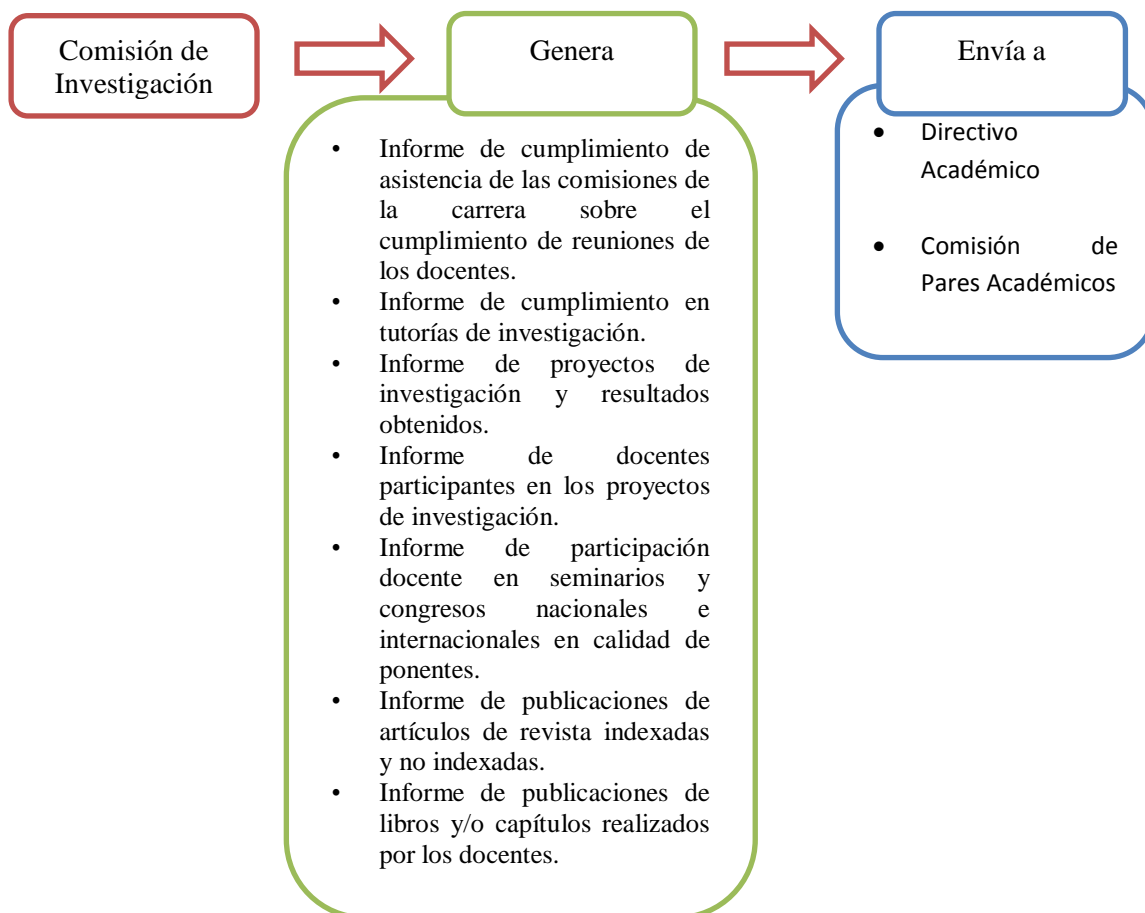 Comisión de
Investigación
Genera
• Informe de cumplimiento de
asistencia de las comisiones de
la carrera sobre el
cumplimiento de reuniones de
los docentes.
• Informe de cumplimiento en
tutorías de investigación.
• Informe de proyectos de
investigación y resultados
obtenidos.
• Informe de docentes
participantes en los proyectos
de investigación.
• Informe de participación
docente en seminarios y
congresos nacionales e
internacionales en calidad de
ponentes.
• Informe de publicaciones de
artículos de revista indexadas
y no indexadas.
• Informe de publicaciones de
libros y/o capítulos realizados
por los docentes.
Envía a
• Directivo
Académico
• Comisión de
Pares Académicos